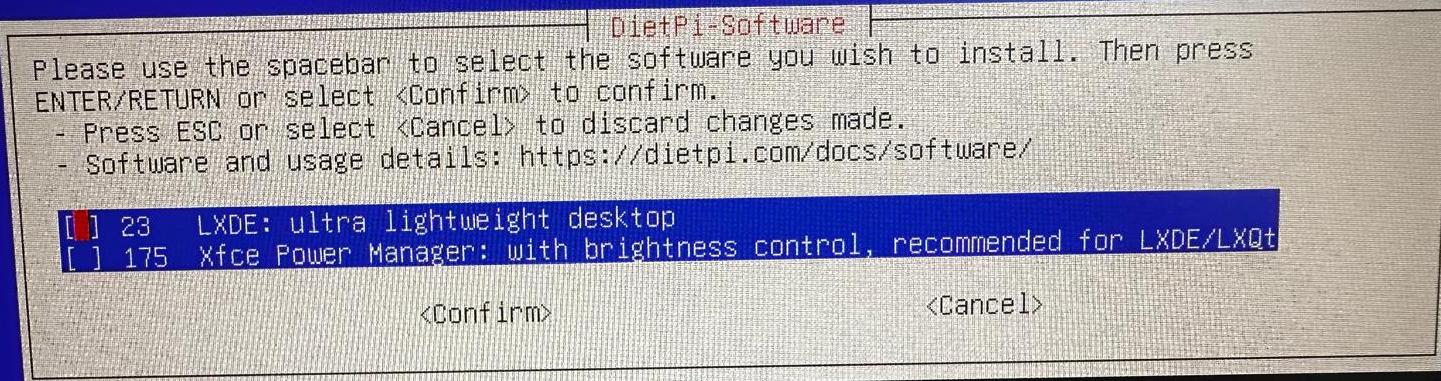 DietPi-Software
Please use the spacebar to select the software you wish to install. Then press
ENTER/RETURN or select <Confirm> to confirm.
- Press ESC or select <Cancel> to discard changes made.
- Software and usage details: https://dietpi.com/docs/software/
[ ] 23 LXDE: ultra lightweight desktop
[ ] 175 Xfce Power Manager: with brightness control, recommended for LXDE/LXQt
<Confirm> <Cancel>